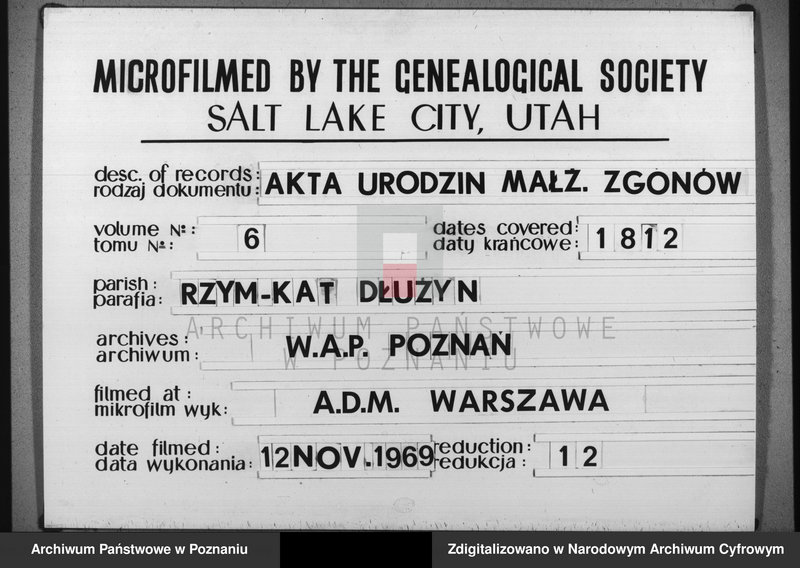 MICROFILMED BY THE GENEALOGICAL SOCIETY
SALT LAKE CITY, UTAH
desc. of records:
rodzaj dokumentu: AKTA URODZIN MAŁŻ. ZGONÓW
volume №:
tomu №: 6
dates covered:
daty krańcowe: 1812
parish:
parafia: RZYM-KAT DŁUŻYN
ARCHIWUM PAŃSTWOWE
W POZNANIU
archives:
archiwum: W.A.P. POZNAŃ
filmed at:
mikrofilm wyk: A.D.M. WARSZAWA
date filmed:
data wykonania: 12 NOV. 1969
reduction:
redukcja: 12
Archiwum Państwowe w Poznaniu
Zdigitalizowano w Narodowym Archiwum Cyfrowym